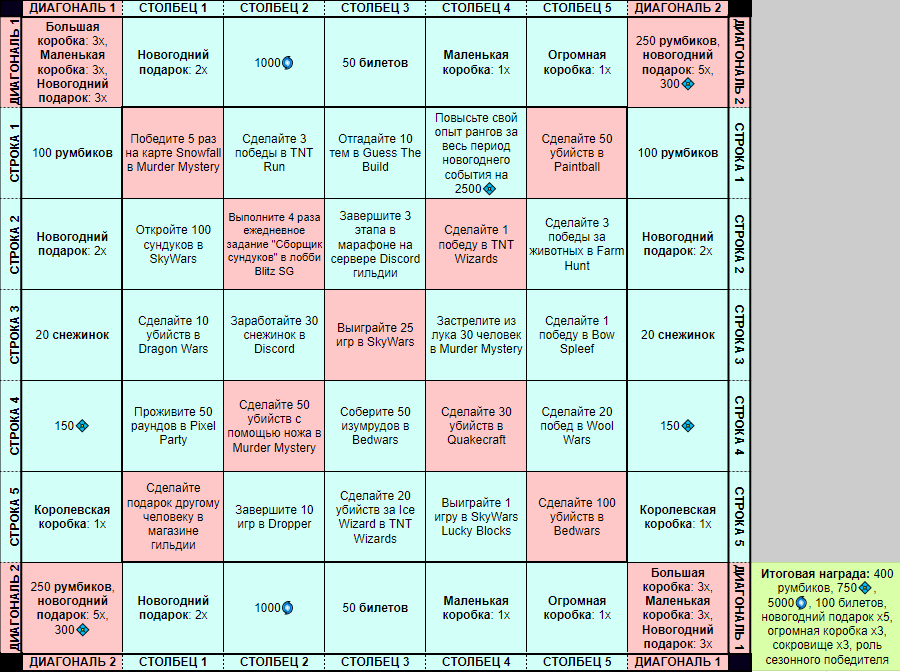 ДИАГОНАЛЬ 1 СТОЛБЕЦ 1 СТОЛБЕЦ 2 СТОЛБЕЦ 3 СТОЛБЕЦ 4 СТОЛБЕЦ 5 ДИАГОНАЛЬ 2
ДИАГОНАЛЬ 1
Большая
коробка: 3x,
Маленькая
коробка: 3x,
Новогодний
подарок: 3x
Новогодний
подарок: 2x
1000
50 билетов
Маленькая
коробка: 1x
Огромная
коробка: 1x
250 румбиков,
новогодний
подарок: 5x,
300
ДИАГОНАЛЬ 2
СТРОКА 1
100 румбиков
Победите 5 раз
на карте Snowfall
в Murder Mystery
Сделайте 3
победы в TNT
Run
Отгадайте 10
тем в Guess The
Build
Повысьте свой
опыт рангов за
весь период
новогоднего
события на
2500
Сделайте 50
убийств в
Paintball
100 румбиков
СТРОКА 1
СТРОКА 2
Новогодний
подарок: 2x
Откройте 100
сундуков в
SkyWars
Выполните 4 раза
ежедневное
задание "Сборщик
сундуков" в лобби
Blitz SG
Завершите 3
этапа в
марафоне на
сервере Discord
гильдии
Сделайте 1
победу в TNT
Wizards
Сделайте 3
победы за
животных в Farm
Hunt
Новогодний
подарок: 2x
СТРОКА 2
СТРОКА 3
20 снежинок
Сделайте 10
убийств в
Dragon Wars
Заработайте 30
снежинок в
Discord
Выиграйте 25
игр в SkyWars
Застрелите из
лука 30 человек
в Murder Mystery
Сделайте 1
победу в Bow
Spleef
20 снежинок
СТРОКА 3
СТРОКА 4
150
Проживите 50
раундов в Pixel
Party
Сделайте 50
убийств с
помощью ножа в
Murder Mystery
Соберите 50
изумрудов в
Bedwars
Сделайте 30
убийств в
Quakecraft
Сделайте 20
побед в Wool
Wars
150
СТРОКА 4
СТРОКА 5
Королевская
коробка: 1x
Сделайте
подарок другому
человеку в
магазине
гильдии
Завершите 10
игр в Dropper
Сделайте 20
убийств за Ice
Wizard в TNT
Wizards
Выиграйте 1
игру в SkyWars
Lucky Blocks
Сделайте 100
убийств в
Bedwars
Королевская
коробка: 1x
СТРОКА 5
ДИАГОНАЛЬ 2
250 румбиков,
новогодний
подарок: 5x,
300
Новогодний
подарок: 2x
1000
50 билетов
Маленькая
коробка: 1x
Огромная
коробка: 1x
Большая
коробка: 3x,
Маленькая
коробка: 3x,
Новогодний
подарок: 3x
ДИАГОНАЛЬ 1
Итоговая награда: 400
румбиков, 750,
5000, 100 билетов,
новогодний подарок x5,
огромная коробка x3,
сокровище x3, роль
сезонного победителя
ДИАГОНАЛЬ 2 СТОЛБЕЦ 1 СТОЛБЕЦ 2 СТОЛБЕЦ 3 СТОЛБЕЦ 4 СТОЛБЕЦ 5 ДИАГОНАЛЬ 1